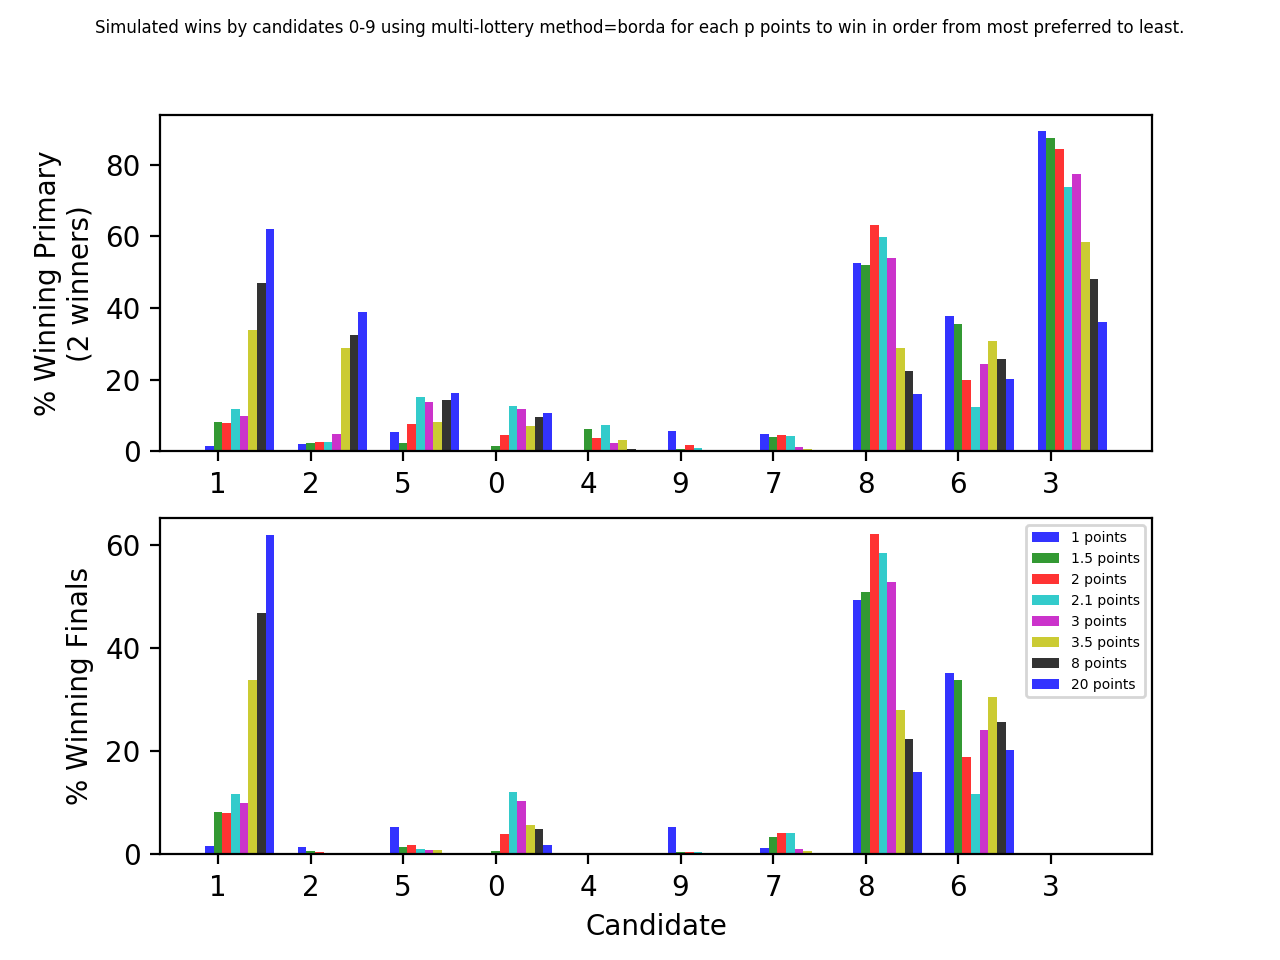 Simulated wins by candidates 0-9 using multi-lottery method=borda for each p points to win in order from most preferred to least.
% Winning Primary
(2 winners)
80
60
40
20
0
1 2 5 0 4 9 7 8 6 3
% Winning Finals
60
40
20
0
1 points
1.5 points
2 points
2.1 points
3 points
3.5 points
8 points
20 points
1 2 5 0 4 9 7 8 6 3
Candidate